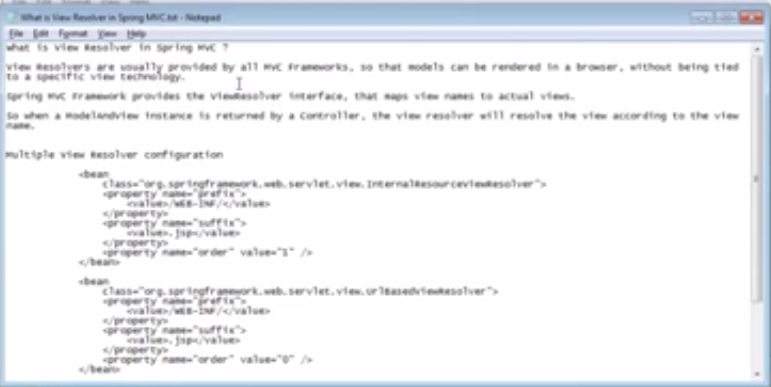 What is View Resolver in Spring MVC.txt - Notepad
File Edit Format View Help
What is View Resolver in Spring MVC ?
View Resolvers are usually provided by all MVC Frameworks, so that models can be rendered in a browser, without being tied
to a specific view technology.
Spring MVC Framework provides the ViewResolver interface, that maps view names to actual views.
So when a ModelAndView instance is returned by a Controller, the view resolver will resolve the view according to the view
name.
Multiple View Resolver configuration
<bean
class="org.springframework.web.servlet.view.InternalResourceViewResolver">
<property name="prefix">
<value>/WEB-INF/</value>
</property>
<property name="suffix">
<value>.jsp</value>
</property>
<property name="order" value="1" />
</bean>
<bean
class="org.springframework.web.servlet.view.UrlBasedViewResolver">
<property name="prefix">
<value>/WEB-INF/</value>
</property>
<property name="suffix">
<value>.jsp</value>
</property>
<property name="order" value="0" />
</bean>